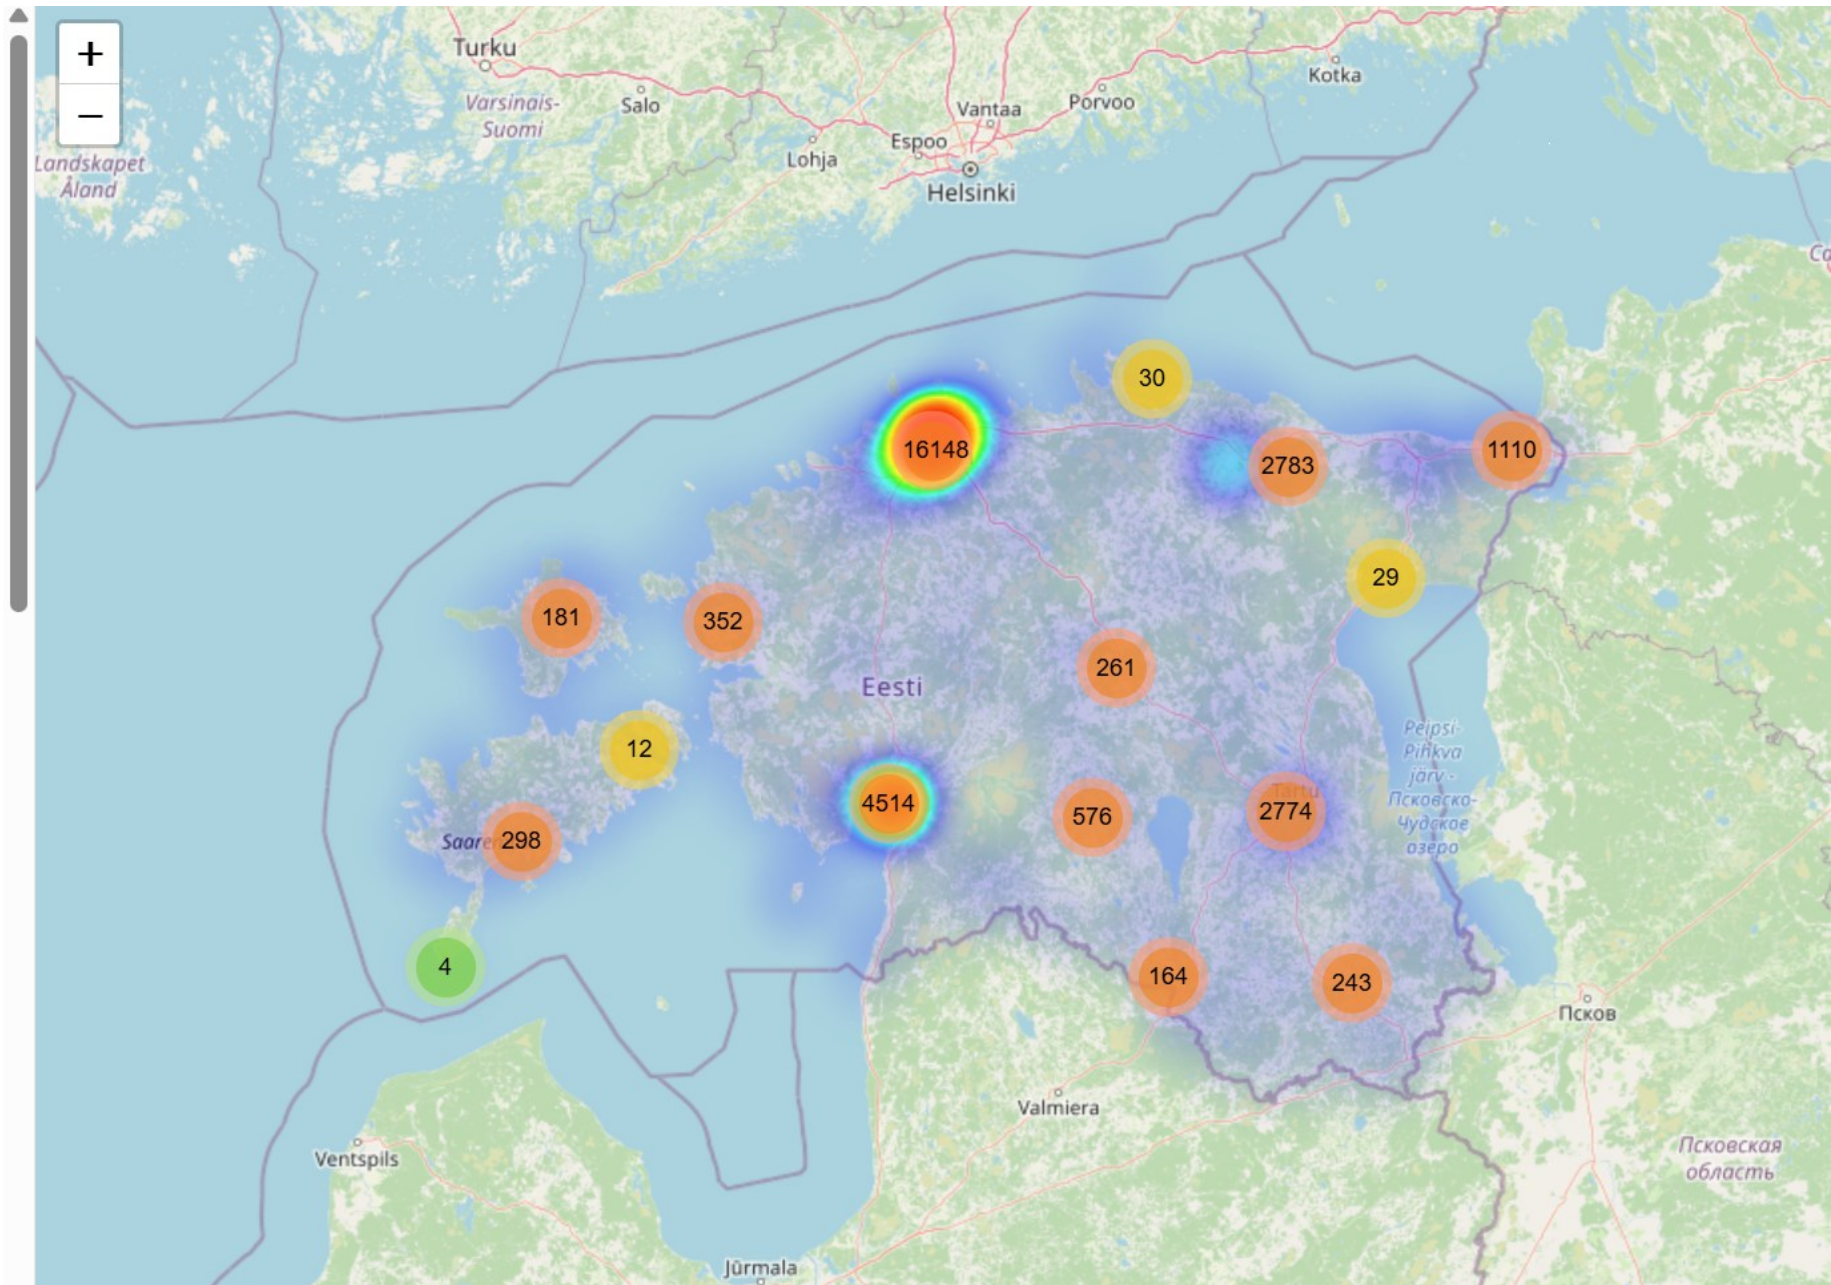 +
−
Turku
Kotka
Varsinais-
Suomi
Salo
Porvoo
Vantaa
Espoo
Lohja
Landskapet
Åland
Helsinki
30
16148
2783
1110
29
181
352
261
Eesti
Peipsi-
Pihkva
järv -
Псковско-
Чудское
озеро
12
4514
Tartu
576
2774
298
4
164
243
Псков
Valmiera
Ventspils
Псковская
область
Jūrmala